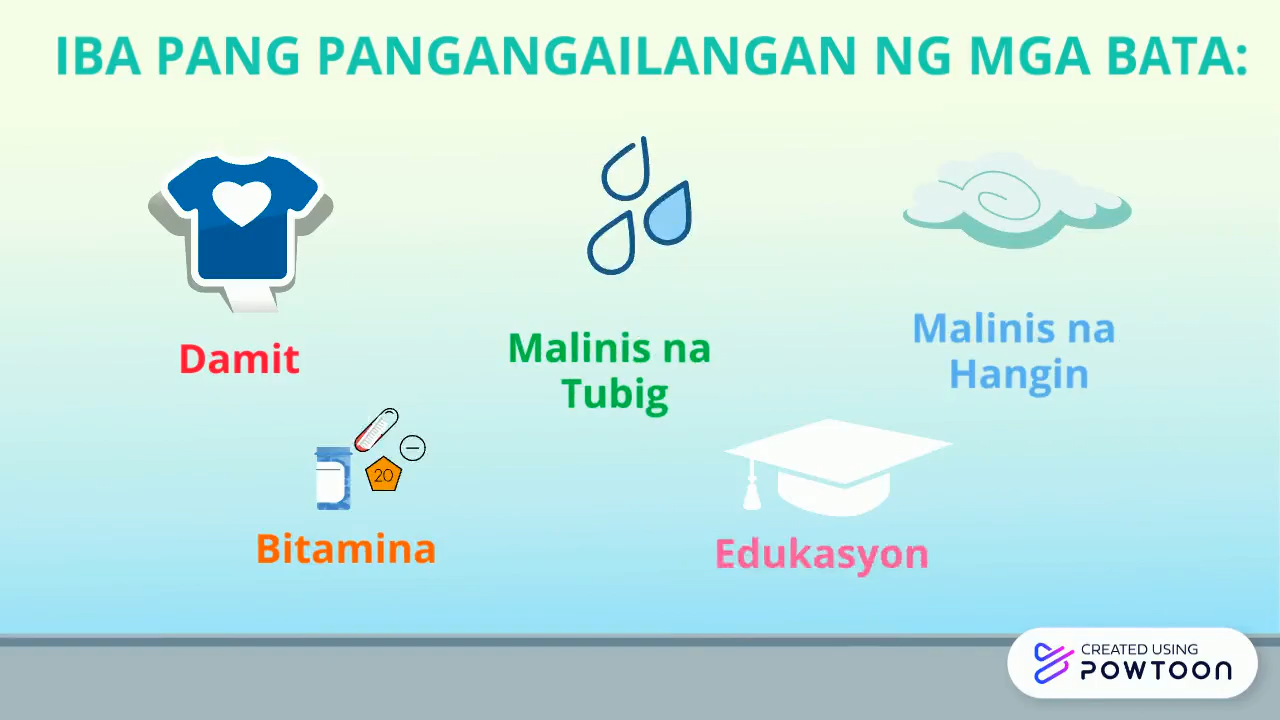 IBA PANG PANGANGAILANGAN NG MGA BATA:
Damit
Malinis na
Tubig
Malinis na
Hangin
20
Bitamina
Edukasyon
CREATED USING
POWTOON